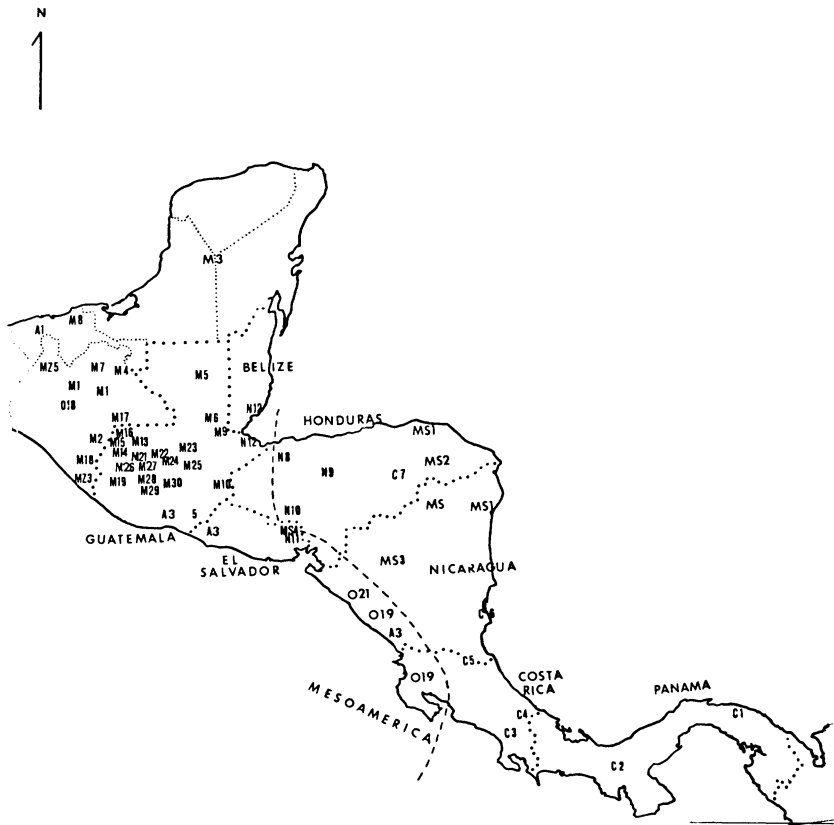 N
M3
A1 M8
MZ5 M7 M4 M5 BELIZE
M1 M1
O18
M17 M6 N12
M16 M9 HONDURAS
M2 M15 M13 N12 MS1
M14 M22 M23
M18 N21 M24 N8 MS2
M26 M27 M25 N9 C7
MZ3 M19 M28 M30 M10
M29
N10 MS MS1
A3 5
GUATEMALA A3 MS4
N11
EL
SALVADOR MS3 NICARAGUA
O21
O19
A3
C5
O19 COSTA
RICA PANAMA
MESOAMERICA C4 C1
C3
C2